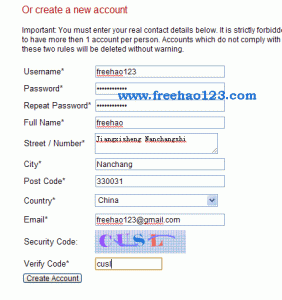 Or create a new account
Important: You must enter your real contact details below. It is strictly forbidde
to have more then 1 account per person. Accounts which do not comply with
these two rules will be deleted without warning.
Username* freehao123
Password* ••••••••••••
www.freehao123.com
Repeat Password* ••••••••••••
Full Name* freehao
Street / Number* Jiangxisheng Nanchangshi
City* Nanchang
Post Code* 330031
Country* China
Email* freehao123@gmail.com
Security Code: CUSL
Verify Code* cusl
Create Account